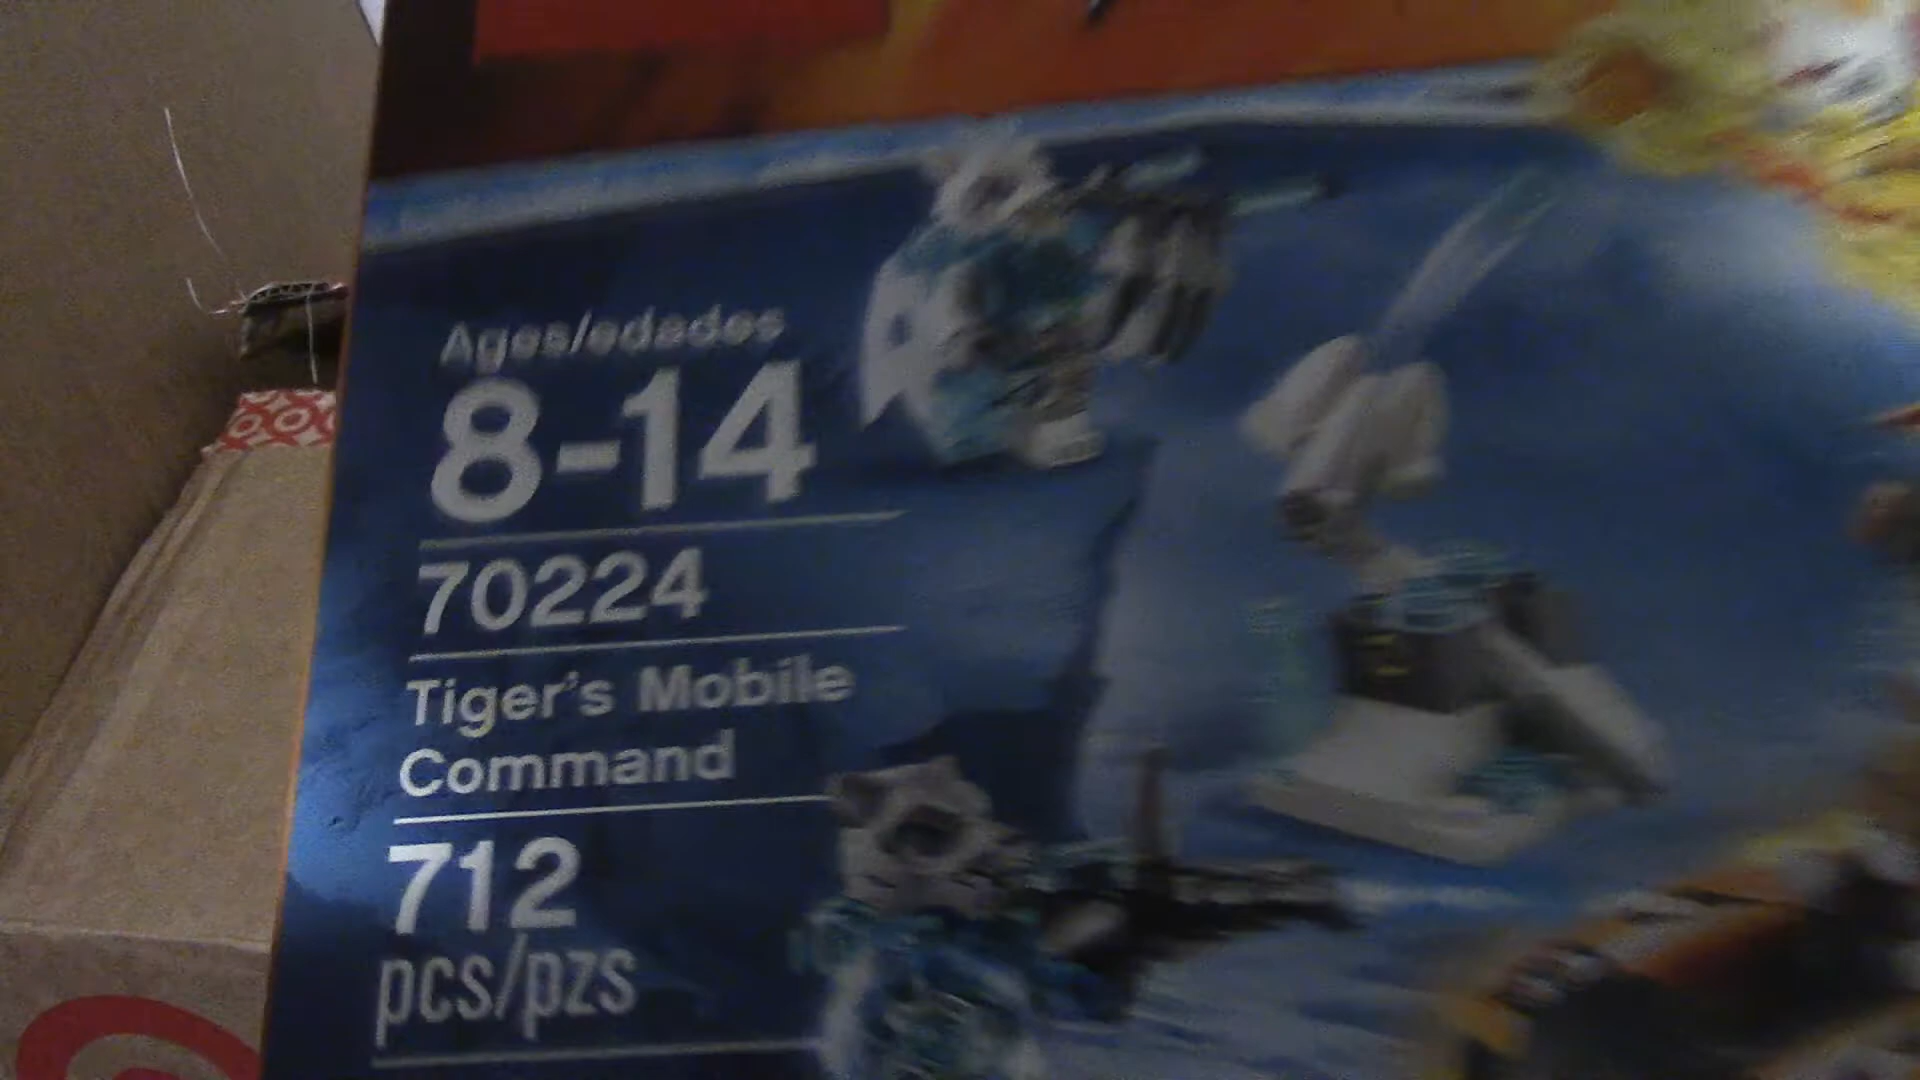 Ages/edades
8-14
70224
Tiger's Mobile
Command
712
pcs/pzs